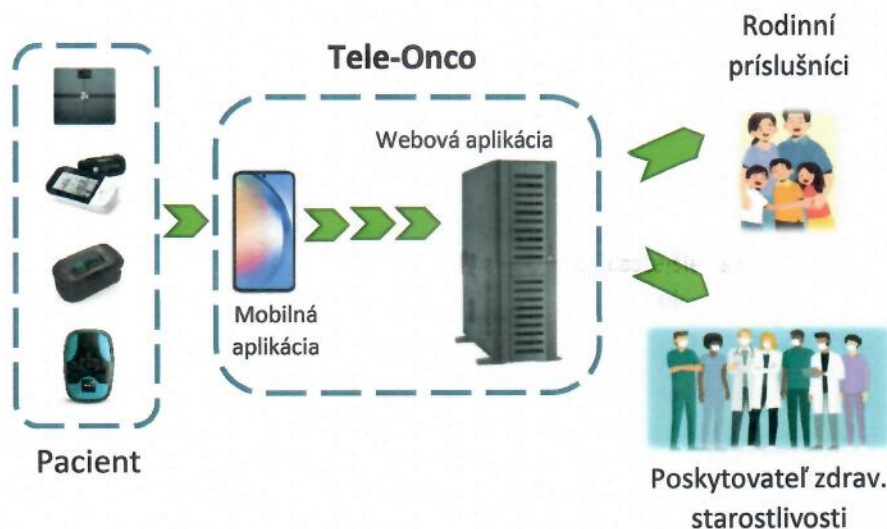 Rodinní
príslušníci
Tele-Onco
Webová aplikácia
Mobilná
aplikácia
Pacient
Poskytovateľ zdrav.
starostlivosti